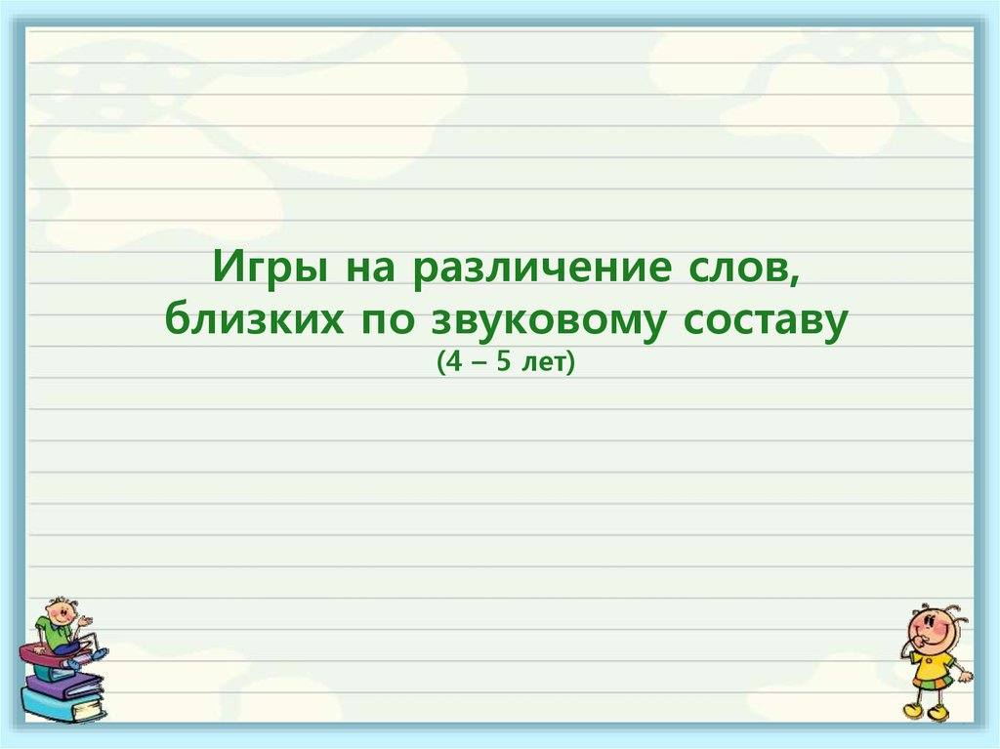 Игры на различение слов,
близких по звуковому составу
(4 – 5 лет)